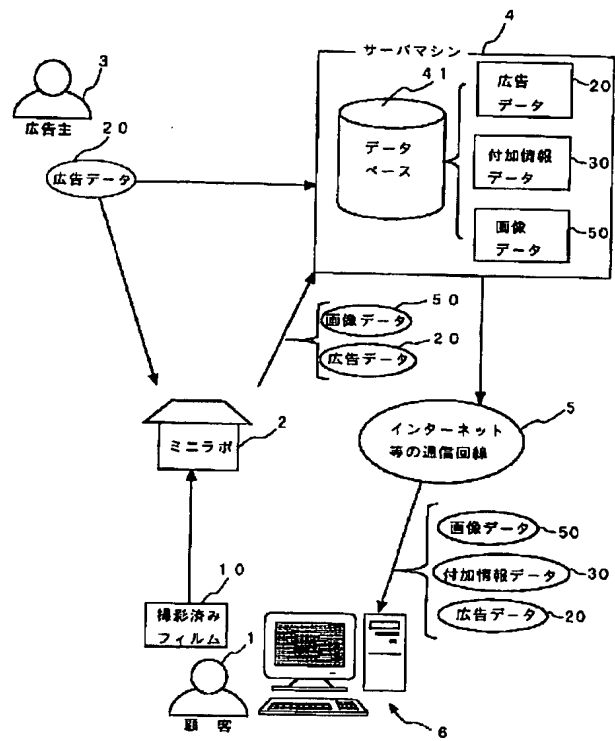 4
サーバマシン
3
広告主
20
広告データ
41
データ
ベース
広告
データ
20
付加情報
データ
30
画像
データ
50
画像データ
50
広告データ
20
ミニラボ
2
インターネット
等の通信回線
5
画像データ
50
付加情報データ
30
広告データ
20
10
撮影済み
フィルム
1
顧客
6